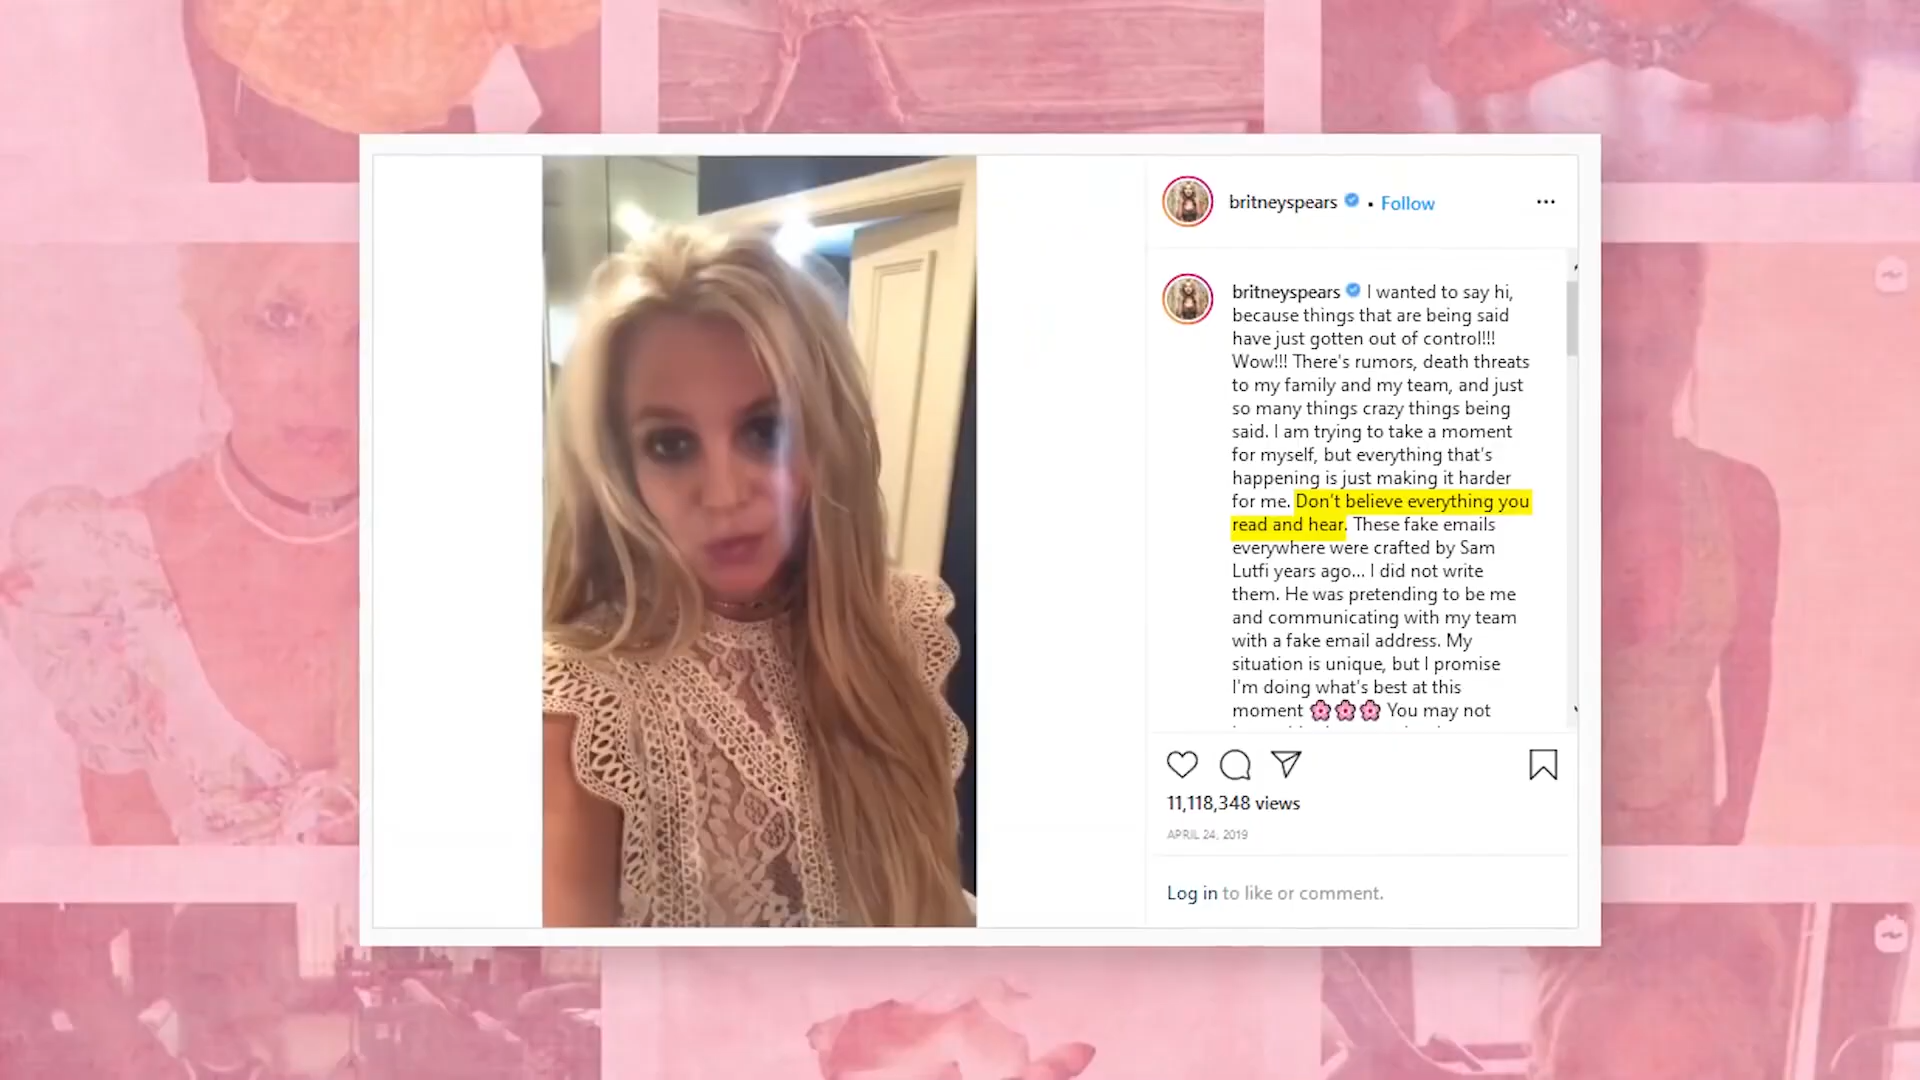 britneyspears • Follow
britneyspears I wanted to say hi,
because things that are being said
have just gotten out of control!!!
Wow!!! There's rumors, death threats
to my family and my team, and just
so many things crazy things being
said. I am trying to take a moment
for myself, but everything that's
happening is just making it harder
for me. Don't believe everything you
read and hear. These fake emails
everywhere were crafted by Sam
Lutfi years ago... I did not write
them. He was pretending to be me
and communicating with my team
with a fake email address. My
situation is unique, but I promise
I'm doing what's best at this
moment 🌸🌸🌸 You may not
11,118,348 views
APRIL 24, 2019
Log in to like or comment.